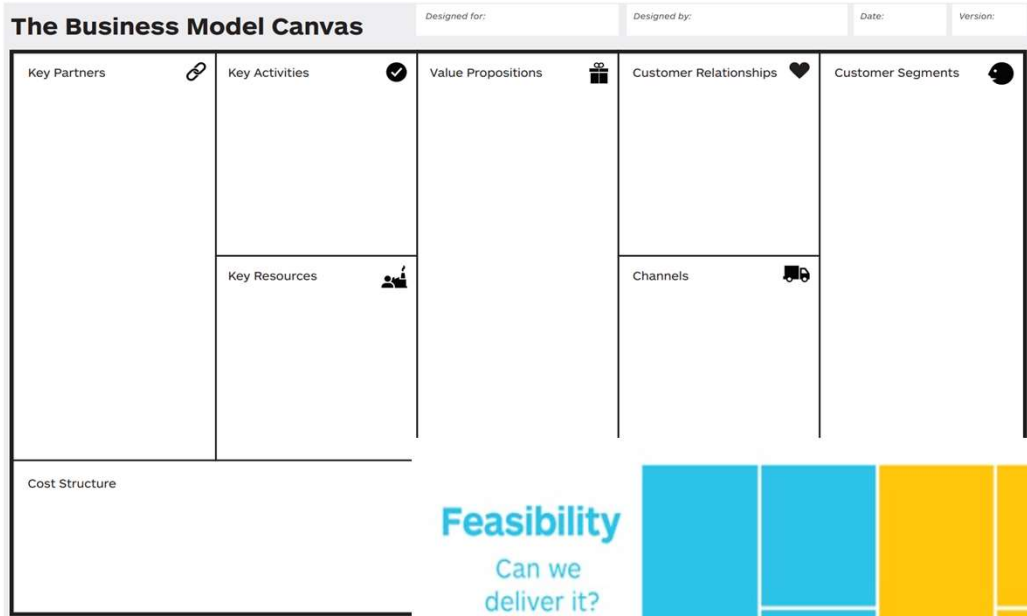 The Business Model Canvas
Designed for:
Designed by:
Date:
Version:
Key Partners
Key Activities
Value Propositions
Customer Relationships
Customer Segments
Key Resources
Channels
Cost Structure
Feasibility
Can we
deliver it?